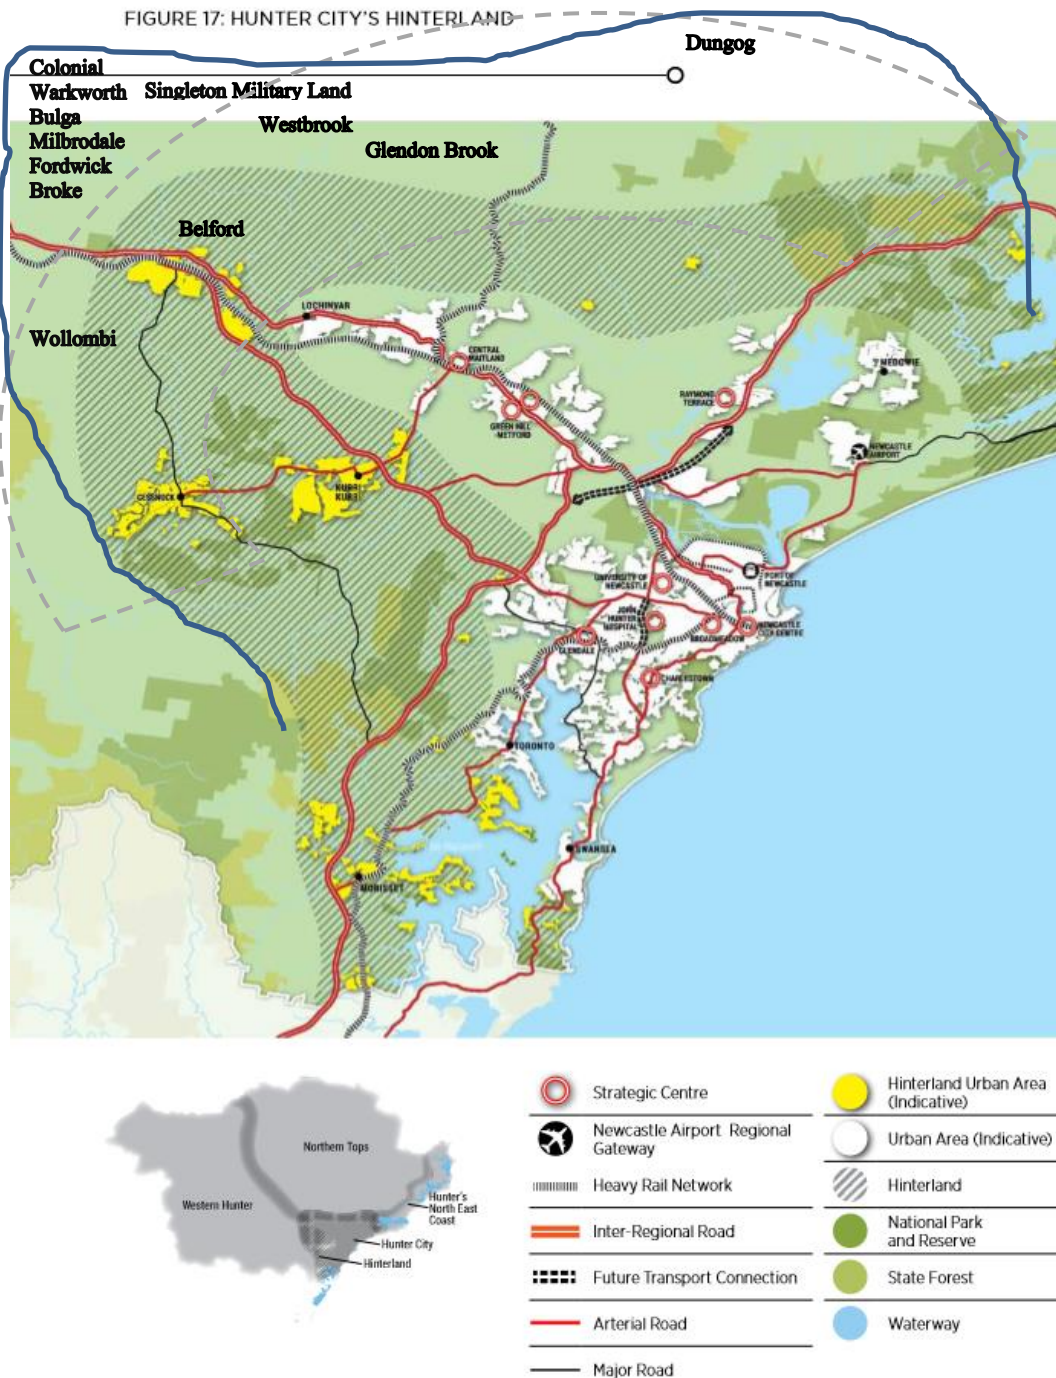 FIGURE 17: HUNTER CITY'S HINTERLAND
Dungog
Colonial
Warkworth
Singleton Military Land
Bulga
Westbrook
Milbrodale
Glendon Brook
Fordwick
Broke
Belford
LOCHINVAR
Wollombi
CENTRAL
MAITLAND
MEDOWIE
RAYMOND
TERRACE
GREEN HILL
-METFORD
NEWCASTLE
AIRPORT
KURRI
KURRI
CESSNOCK
UNIVERSITY OF
NEWCASTLE
PORT OF
NEWCASTLE
JOHN
HUNTER
HOSPITAL
NEWCASTLE
CITY CENTRE
BROADMEADOW
GLENDALE
CHARLESTOWN
TORONTO
SWANSEA
MORISSET
Strategic Centre
Newcastle Airport Regional
Gateway
Heavy Rail Network
Inter-Regional Road
Future Transport Connection
Arterial Road
Major Road
Hinterland Urban Area
(Indicative)
Urban Area (Indicative)
Hinterland
National Park
and Reserve
State Forest
Waterway
Northern Tops
Western Hunter
Hunter's
North East
Coast
Hunter City
Hinterland